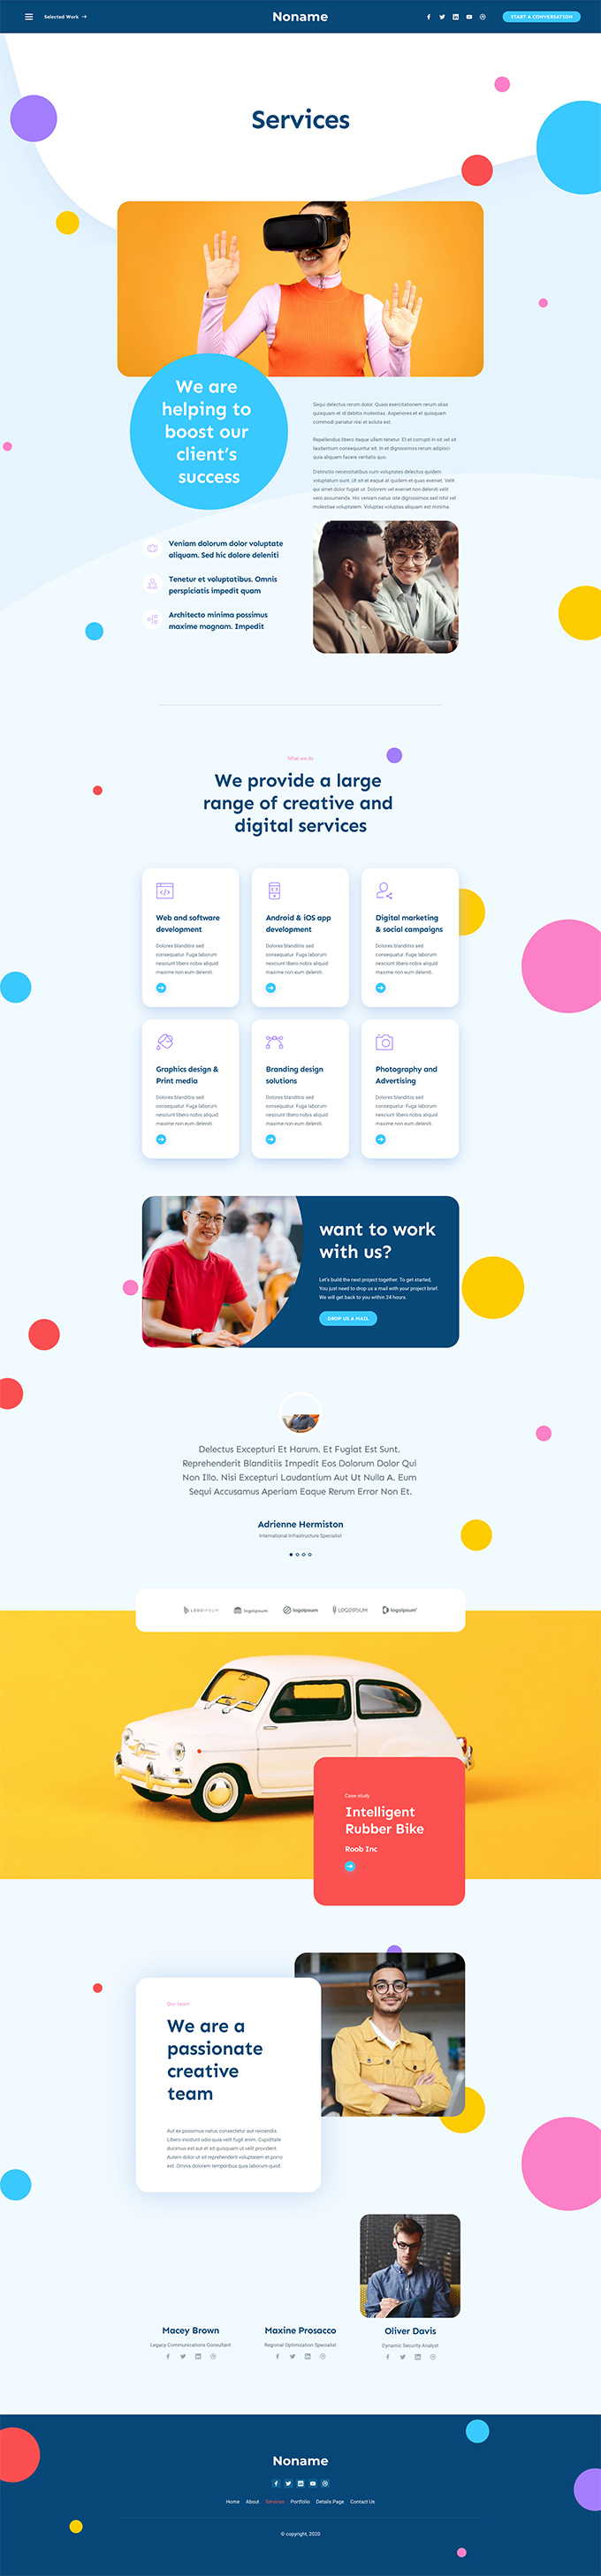 Selected Work →
Noname
START A CONVERSATION
Services
We are
helping to
boost our
client's
success
Sequi delectus rerum dolor. Quasi exercitationem rerum alias
quisquam et id debitis molestias. Asperiores et et quisquam
commodi pariatur nisi et soluta est.
Repellendus libero itaque ullam tenetur. Et et corrupti in sit vel sit
laudantium consequuntur sit. In et dignissimos rerum adipisci
quia aliquam facere veritatis quo.
Distinctio necessitatibus cum voluptates delectus quidem
voluptatum sunt. Ut sit et eaque at quidem et quas eveniet. Velit
qui amet dolor fugiat ut. Dolorem vel eveniet non deleniti velit
vero assumenda. Hic veniam natus iste dignissimos sed nihil vel
molestiae voluptatem. Voluptas voluptas aliquam est minima.
Veniam dolorum dolor voluptate
aliquam. Sed hic dolore deleniti
Tenetur et voluptatibus. Omnis
perspiciatis impedit quam
Architecto minima possimus
maxime magnam. Impedit
What we do
We provide a large
range of creative and
digital services
Web and software
development
Dolores blanditiis sed
consequatur. Fuga laborum
nesciunt libero nobis aliquid
maxime non eum deleniti.
Android & iOS app
development
Dolores blanditiis sed
consequatur. Fuga laborum
nesciunt libero nobis aliquid
maxime non eum deleniti.
Digital marketing
& social campaigns
Dolores blanditiis sed
consequatur. Fuga laborum
nesciunt libero nobis aliquid
maxime non eum deleniti.
Graphics design &
Print media
Dolores blanditiis sed
consequatur. Fuga laborum
nesciunt libero nobis aliquid
maxime non eum deleniti.
Branding design
solutions
Dolores blanditiis sed
consequatur. Fuga laborum
nesciunt libero nobis aliquid
maxime non eum deleniti.
Photography and
Advertising
Dolores blanditiis sed
consequatur. Fuga laborum
nesciunt libero nobis aliquid
maxime non eum deleniti.
want to work
with us?
Let's build the next project together. To get started,
You just need to drop us a mail with your project brief.
We will get back to you within 24 hours.
DROP US A MAIL
Delectus Excepturi Et Harum. Et Fugiat Est Sunt.
Reprehenderit Blanditiis Impedit Eos Dolorum Dolor Qui
Non Illo. Nisi Excepturi Laudantium Aut Ut Nulla A. Eum
Sequi Accusamus Aperiam Eaque Rerum Error Non Et.
Adrienne Hermiston
International Infrastructure Specialist
LOGOIPSUM
logoipsum
logoipsum
LOGOIPSUM
logoipsum
Case study
Intelligent
Rubber Bike
Roob Inc
Our team
We are a
passionate
creative
team
Aut ex possimus natus consectetur aut reiciendis.
Libero incidunt odio quia velit fugit enim. Cupiditate
ducimus est aut et sit quisquam ut velit provident.
Autem dolor ut sit reprehenderit voluptatem et porro
est. Omnis dolorem temporibus quia laborum quod.
Macey Brown
Legacy Communications Consultant
Maxine Prosacco
Regional Optimization Specialist
Oliver Davis
Dynamic Security Analyst
Noname
Home About Services Portfolio Details Page Contact Us
© copyright, 2020